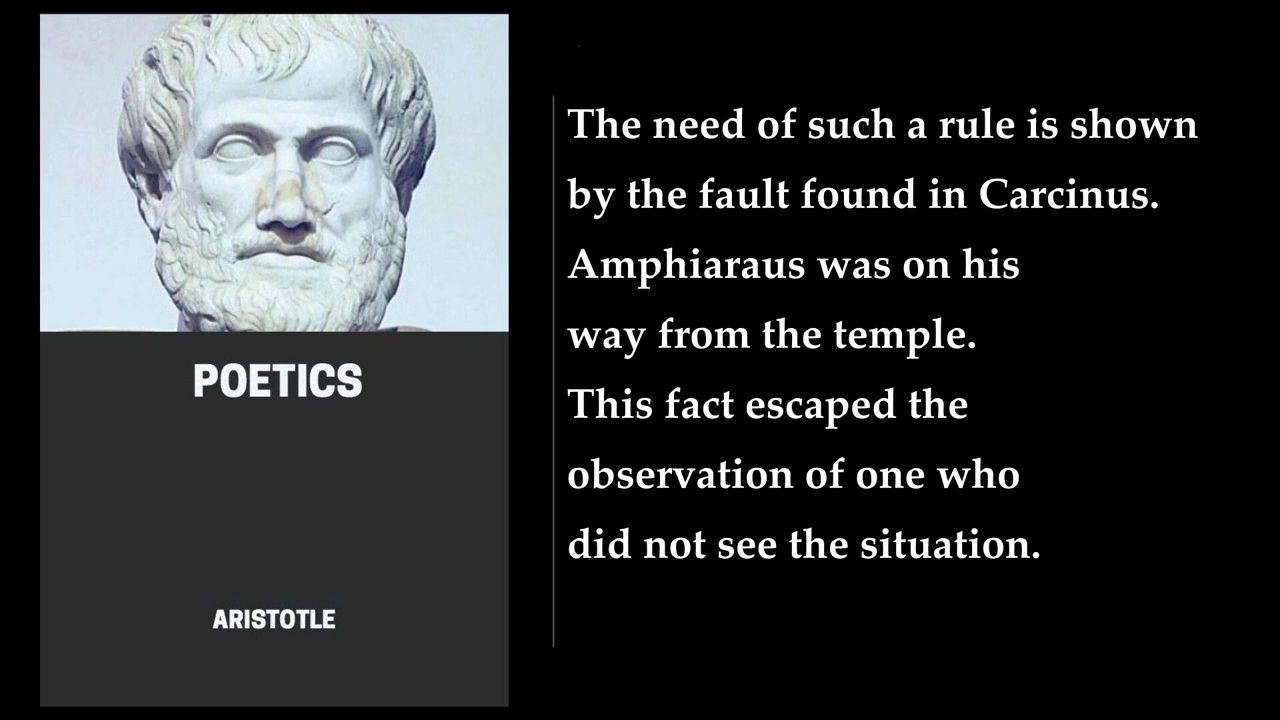 POETICS
ARISTOTLE
The need of such a rule is shown
by the fault found in Carcinus.
Amphiaraus was on his
way from the temple.
This fact escaped the
observation of one who
did not see the situation.